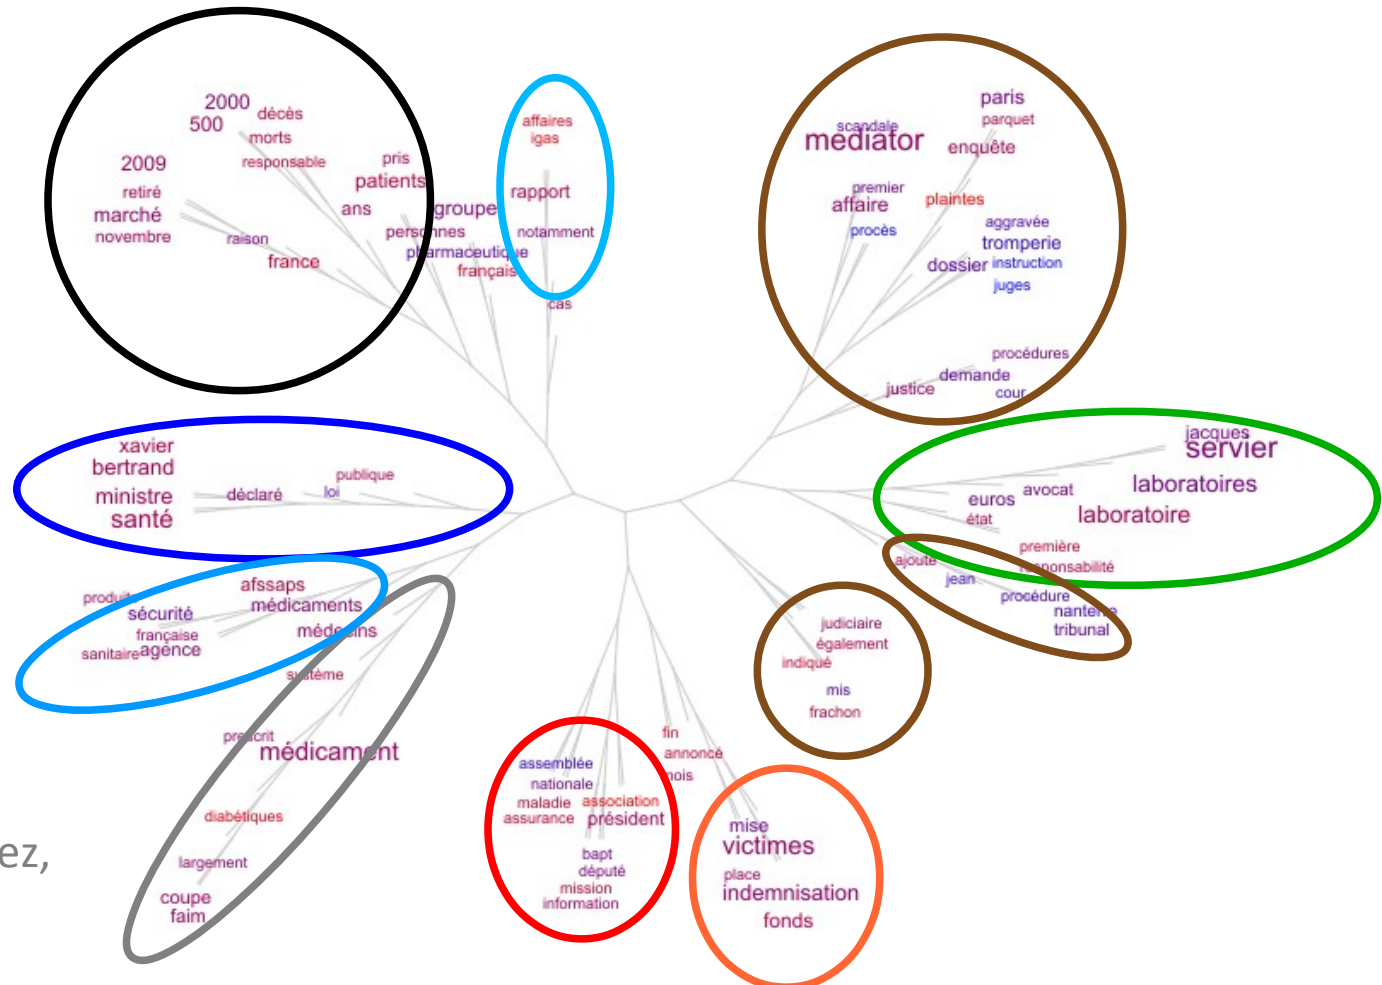 2000
500
décès
morts
responsable
2009
retiré
marché
novembre
raison
france
pris
patients
ans
personnes
groupe
pharmaceutique
français
affaires
igas
rapport
notamment
cas
scandale
mediator
premier
affaire
procès
paris
parquet
enquête
plaintes
aggravée
tromperie
dossier instruction
juges
procédures
demande
justice
cour
xavier
bertrand
ministre
santé
déclaré
loi
publique
jacques
servier
laboratoires
avocat
euros
laboratoire
état
première
responsabilité
ajoute
jean
procédure
nanterre
tribunal
afssaps
médicaments
produits
sécurité
française
sanitaire agence
médecins
système
prescrit
médicament
diabétiques
largement
coupe
faim
judiciaire
également
indiqué
mis
frachon
fin
annoncé
mois
assemblée
nationale
maladie association
assurance président
bapt
député
mission
information
mise
victimes
place
indemnisation
fonds
ez,